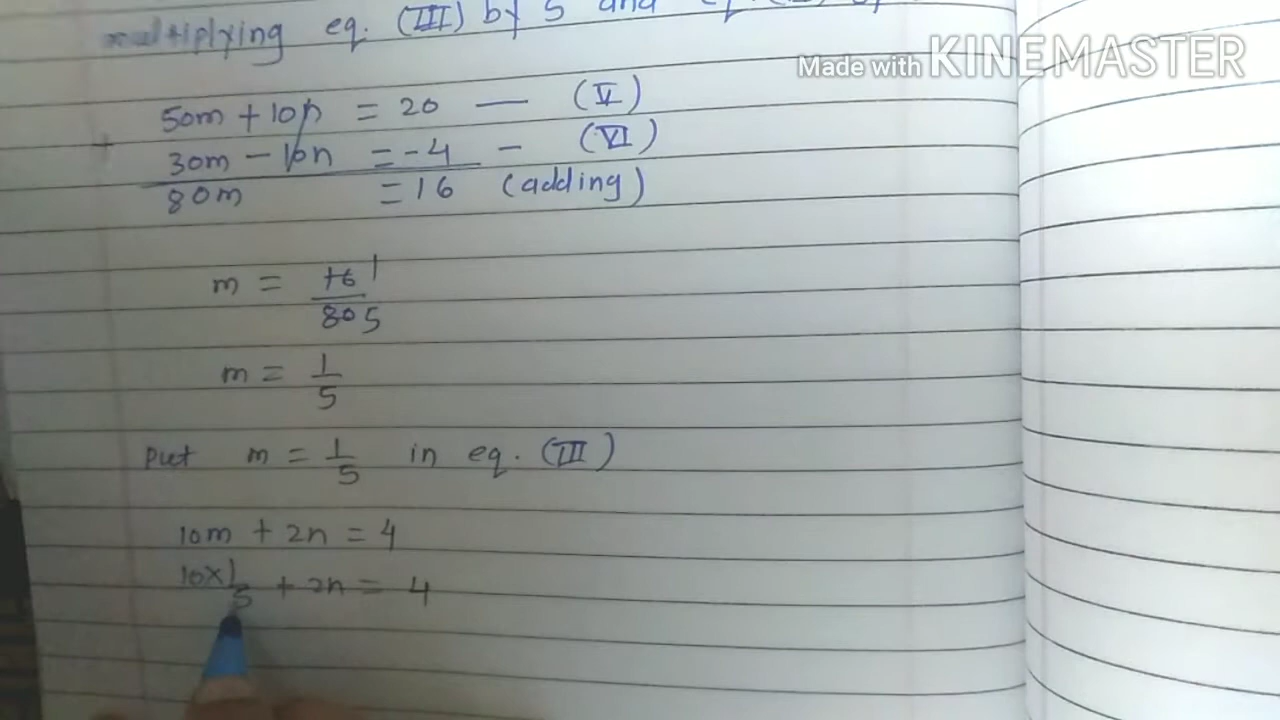 multiplying eq. (III) by 5 and
Made with KINEMASTER
50m + 10n = 20 — (V)
+ 30m - 10n = -4 - (VI)
80m = 16 (adding)
m = 16/80 1/5
m = 1/5
Put m = 1/5 in eq. (III)
10m + 2n = 4
10×1/5 + 2n = 4